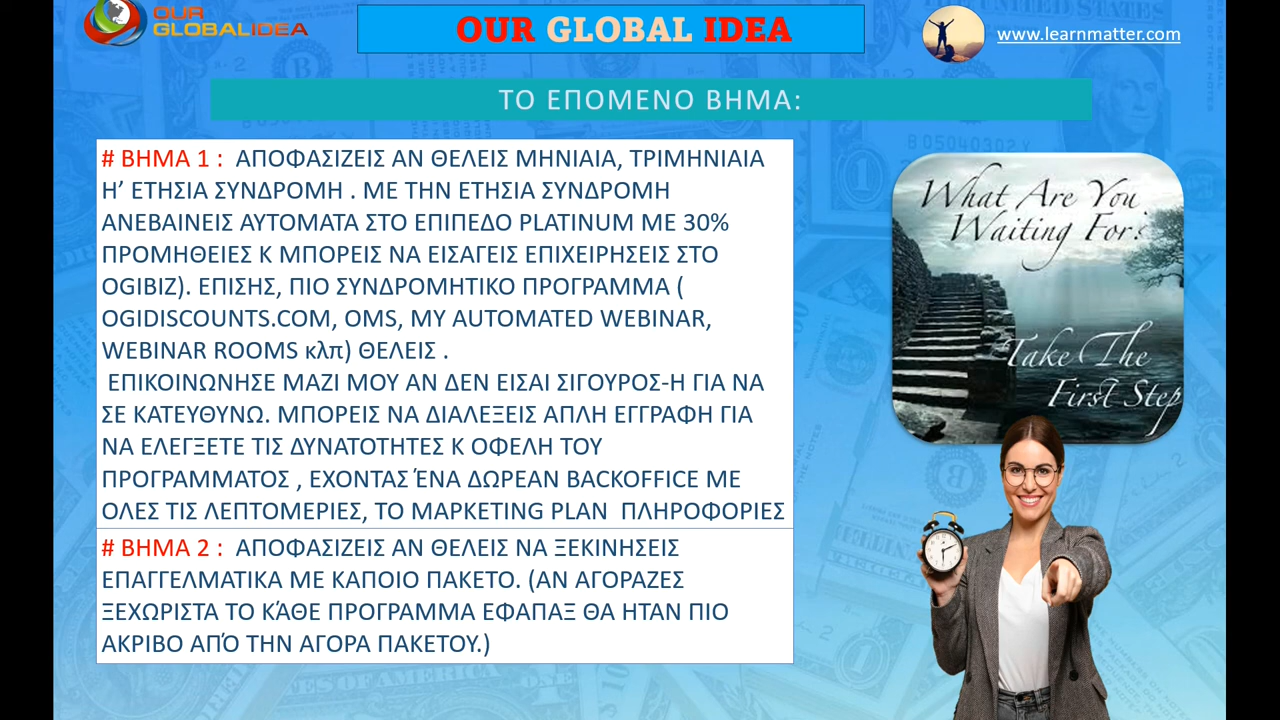 OUR
GLOBALIDEA
OUR GLOBAL IDEA
www.learnmatter.com
ΤΟ ΕΠΟΜΕΝΟ ΒΗΜΑ:
# ΒΗΜΑ 1 : ΑΠΟΦΑΣΙΖΕΙΣ ΑΝ ΘΕΛΕΙΣ ΜΗΝΙΑΙΑ, ΤΡΙΜΗΝΙΑΙΑ
Η’ ΕΤΗΣΙΑ ΣΥΝΔΡΟΜΗ . ΜΕ ΤΗΝ ΕΤΗΣΙΑ ΣΥΝΔΡΟΜΗ
ΑΝΕΒΑΙΝΕΙΣ ΑΥΤΟΜΑΤΑ ΣΤΟ ΕΠΙΠΕΔΟ PLATINUM ΜΕ 30%
ΠΡΟΜΗΘΕΙΕΣ Κ ΜΠΟΡΕΙΣ ΝΑ ΕΙΣΑΓΕΙΣ ΕΠΙΧΕΙΡΗΣΕΙΣ ΣΤΟ
OGIBIZ). ΕΠΙΣΗΣ, ΠΙΟ ΣΥΝΔΡΟΜΗΤΙΚΟ ΠΡΟΓΡΑΜΜΑ (
OGIDISCOUNTS.COM, OMS, MY AUTOMATED WEBINAR,
WEBINAR ROOMS κλπ) ΘΕΛΕΙΣ .
ΕΠΙΚΟΙΝΩΝΗΣΕ ΜΑΖΙ ΜΟΥ ΑΝ ΔΕΝ ΕΙΣΑΙ ΣΙΓΟΥΡΟΣ-Η ΓΙΑ ΝΑ
ΣΕ ΚΑΤΕΥΘΥΝΩ. ΜΠΟΡΕΙΣ ΝΑ ΔΙΑΛΕΞΕΙΣ ΑΠΛΗ ΕΓΓΡΑΦΗ ΓΙΑ
ΝΑ ΕΛΕΓΞΕΤΕ ΤΙΣ ΔΥΝΑΤΟΤΗΤΕΣ Κ ΟΦΕΛΗ ΤΟΥ
ΠΡΟΓΡΑΜΜΑΤΟΣ , ΕΧΟΝΤΑΣ ΈΝΑ ΔΩΡΕΑΝ BACKOFFICE ΜΕ
ΟΛΕΣ ΤΙΣ ΛΕΠΤΟΜΕΡΙΕΣ, ΤΟ MAPKETING PLAN ΠΛΗΡΟΦΟΡΙΕΣ
# ΒΗΜΑ 2 : ΑΠΟΦΑΣΙΖΕΙΣ ΑΝ ΘΕΛΕΙΣ ΝΑ ΞΕΚΙΝΗΣΕΙΣ
ΕΠΑΓΓΕΛΜΑΤΙΚΑ ΜΕ ΚΑΠΟΙΟ ΠΑΚΕΤΟ. (ΑΝ ΑΓΟΡΑΖΕΣ
ΞΕΧΩΡΙΣΤΑ ΤΟ ΚΆΘΕ ΠΡΟΓΡΑΜΜΑ ΕΦΑΠΑΞ ΘΑ ΗΤΑΝ ΠΙΟ
ΑΚΡΙΒΟ ΑΠΌ ΤΗΝ ΑΓΟΡΑ ΠΑΚΕΤΟΥ.)
What Are You
Waiting For?
Take The
First Step